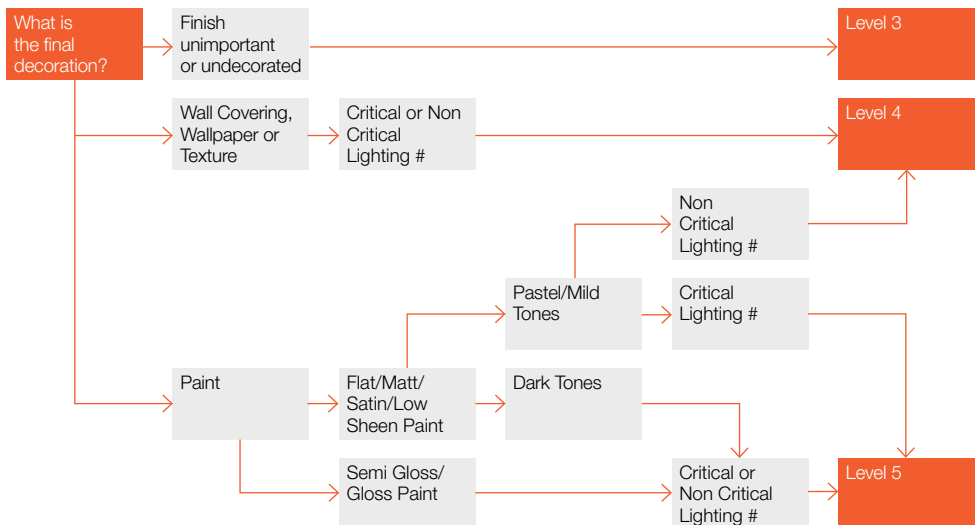 What is
the final
decoration?
Finish
unimportant
or undecorated
Level 3
Wall Covering,
Wallpaper or
Texture
Critical or Non
Critical
Lighting #
Level 4
Non
Critical
Lighting #
Pastel/Mild
Tones
Critical
Lighting #
Paint
Flat/Matt/
Satin/Low
Sheen Paint
Dark Tones
Semi Gloss/
Gloss Paint
Critical or
Non Critical
Lighting #
Level 5